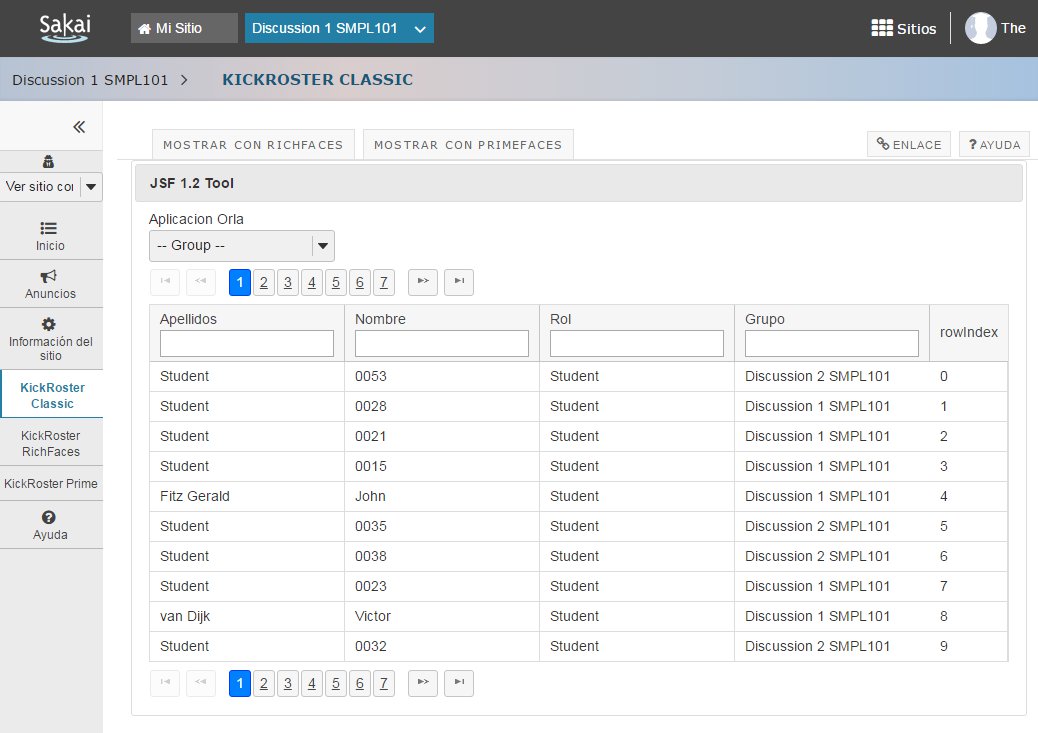 Sakai
Mi Sitio
Discussion 1 SMPL101
Sitios
The
Discussion 1 SMPL101
KICKROSTER CLASSIC
Ver sitio co
Inicio
Anuncios
Información del
sitio
KickRoster
Classic
KickRoster
RichFaces
KickRoster Prime
Ayuda
MOSTRAR CON RICHFACES
MOSTRAR CON PRIMEFACES
ENLACE
? AYUDA
JSF 1.2 Tool
Aplicacion Orla
-- Group --
1 2 3 4 5 6 7
Apellidos Nombre Rol Grupo rowIndex
Student 0053 Student Discussion 2 SMPL101 0
Student 0028 Student Discussion 1 SMPL101 1
Student 0021 Student Discussion 1 SMPL101 2
Student 0015 Student Discussion 1 SMPL101 3
Fitz Gerald John Student Discussion 1 SMPL101 4
Student 0035 Student Discussion 2 SMPL101 5
Student 0038 Student Discussion 2 SMPL101 6
Student 0023 Student Discussion 1 SMPL101 7
van Dijk Victor Student Discussion 1 SMPL101 8
Student 0032 Student Discussion 2 SMPL101 9
1 2 3 4 5 6 7